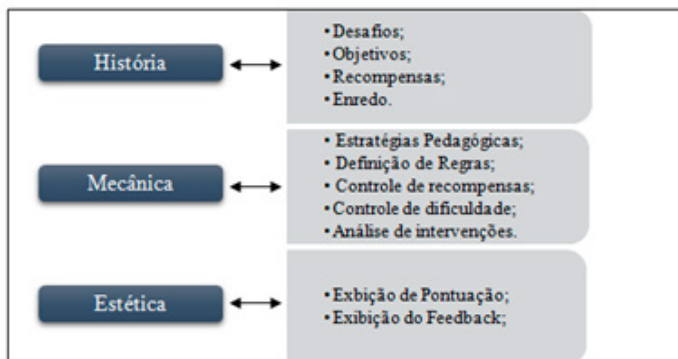 História
• Desafios;
• Objetivos;
• Recompensas;
• Enredo.
Mecânica
• Estratégias Pedagógicas;
• Definição de Regras;
• Controle de recompensas;
• Controle de dificuldade;
• Análise de intervenções.
Estética
• Exbição de Pontuação;
• Exibição do Feedback;